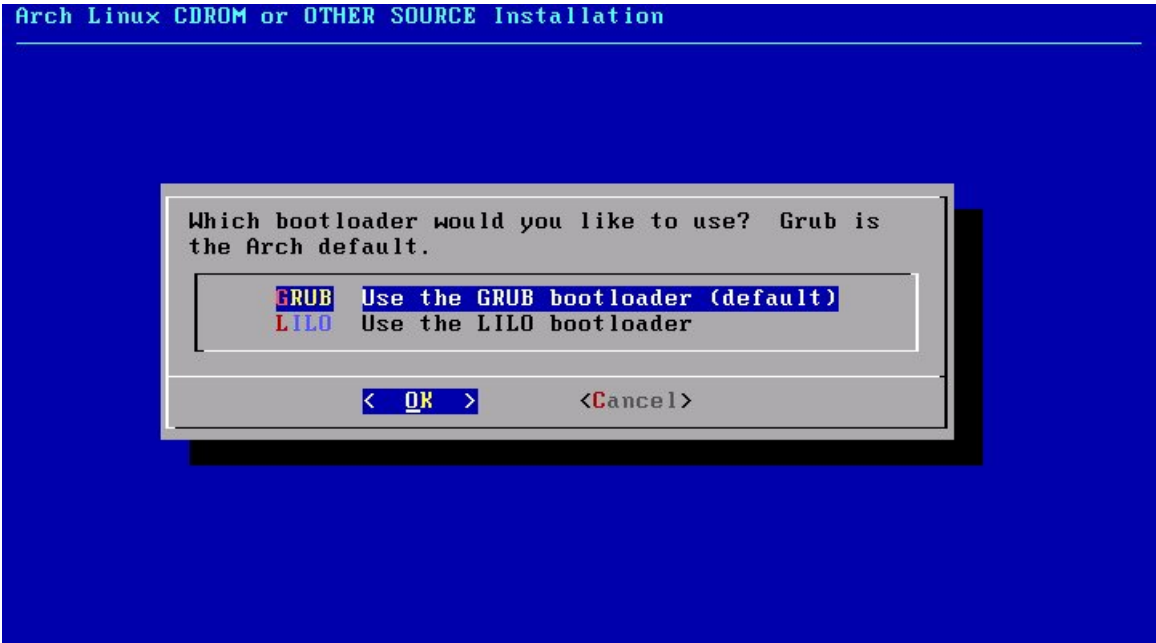 Arch Linux CDROM or OTHER SOURCE Installation
Which bootloader would you like to use?  Grub is
the Arch default.
GRUB  Use the GRUB bootloader (default)
LILO  Use the LILO bootloader
<  OK  >  <Cancel>